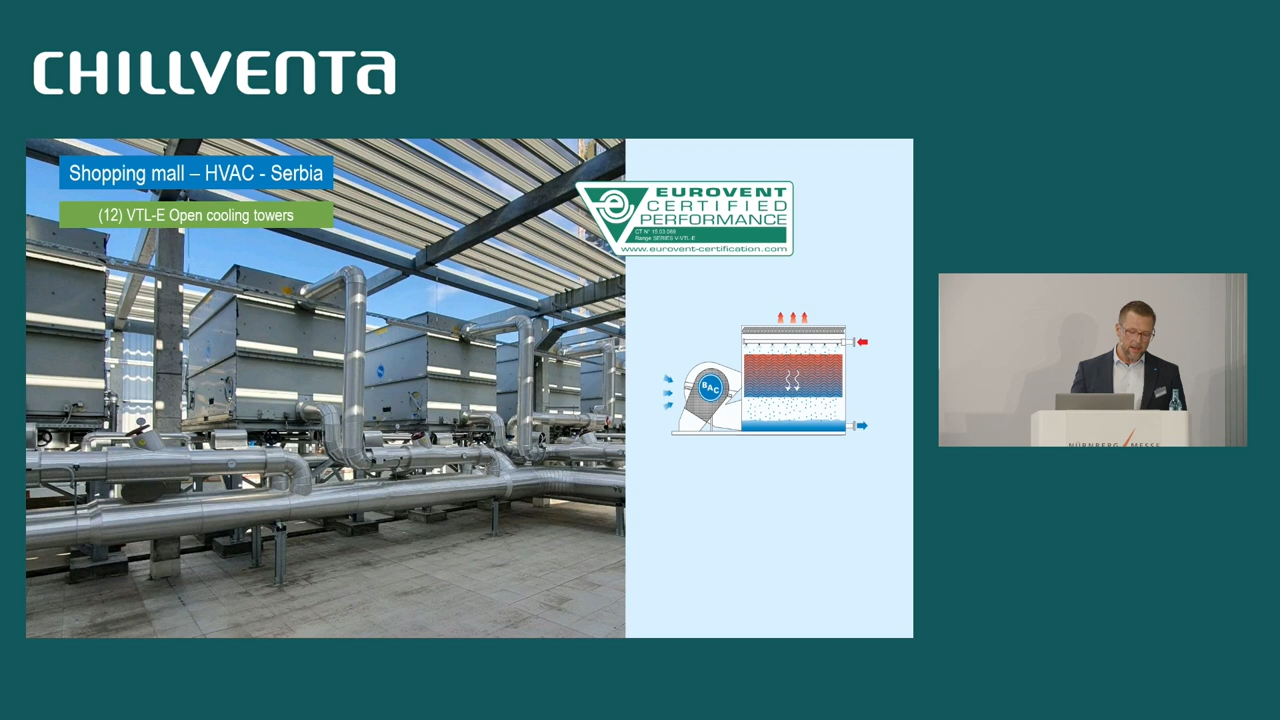 CHILLVENTA
Shopping mall – HVAC - Serbia
(12) VTL-E Open cooling towers
EUROVENT
CERTIFIED
PERFORMANCE
CT N° 15.03.069
Range SERIES V-VTL-E
www.eurovent-certification.com
BAC
NÜRNBERG MESSE